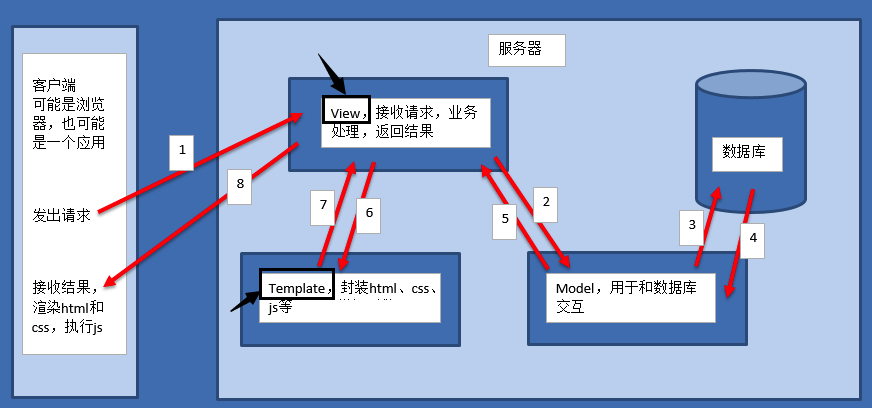 服务器
客户端
可能是浏览
器，也可能
是一个应用
发出请求
接收结果，
渲染html和
css，执行js
View，接收请求，业务
处理，返回结果
数据库
1
8
7
6
5
2
3
4
Template，封装html、css、
js等
Model，用于和数据库
交互